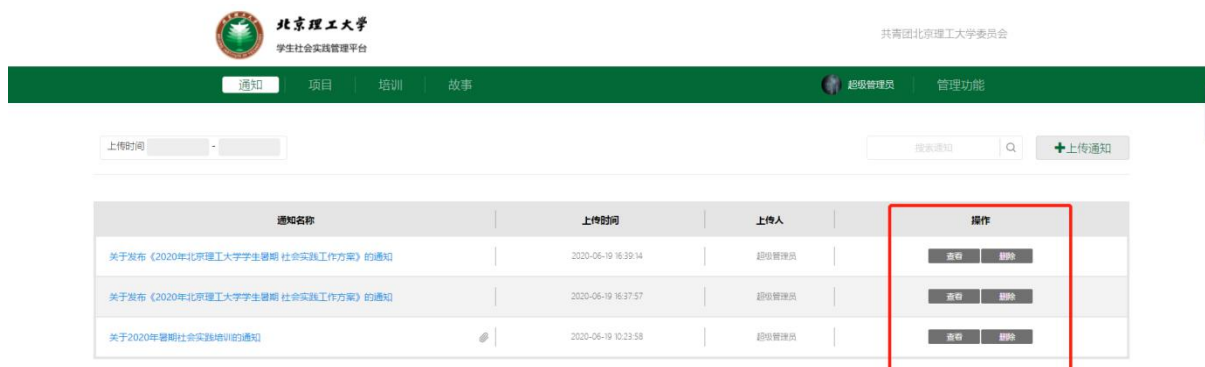 北京理工大学
学生社会实践管理平台
共青团北京理工大学委员会
通知 项目 培训 故事 超级管理员 管理功能
上传时间 - 搜索通知 +上传通知
通知名称 上传时间 上传人 操作
关于发布《2020年北京理工大学学生暑期 社会实践工作方案》的通知 2020-06-19 16:39:14 超级管理员 查看 删除
关于发布《2020年北京理工大学学生暑期 社会实践工作方案》的通知 2020-06-19 16:37:57 超级管理员 查看 删除
关于2020年暑期社会实践培训的通知 2020-06-19 10:23:58 超级管理员 查看 删除